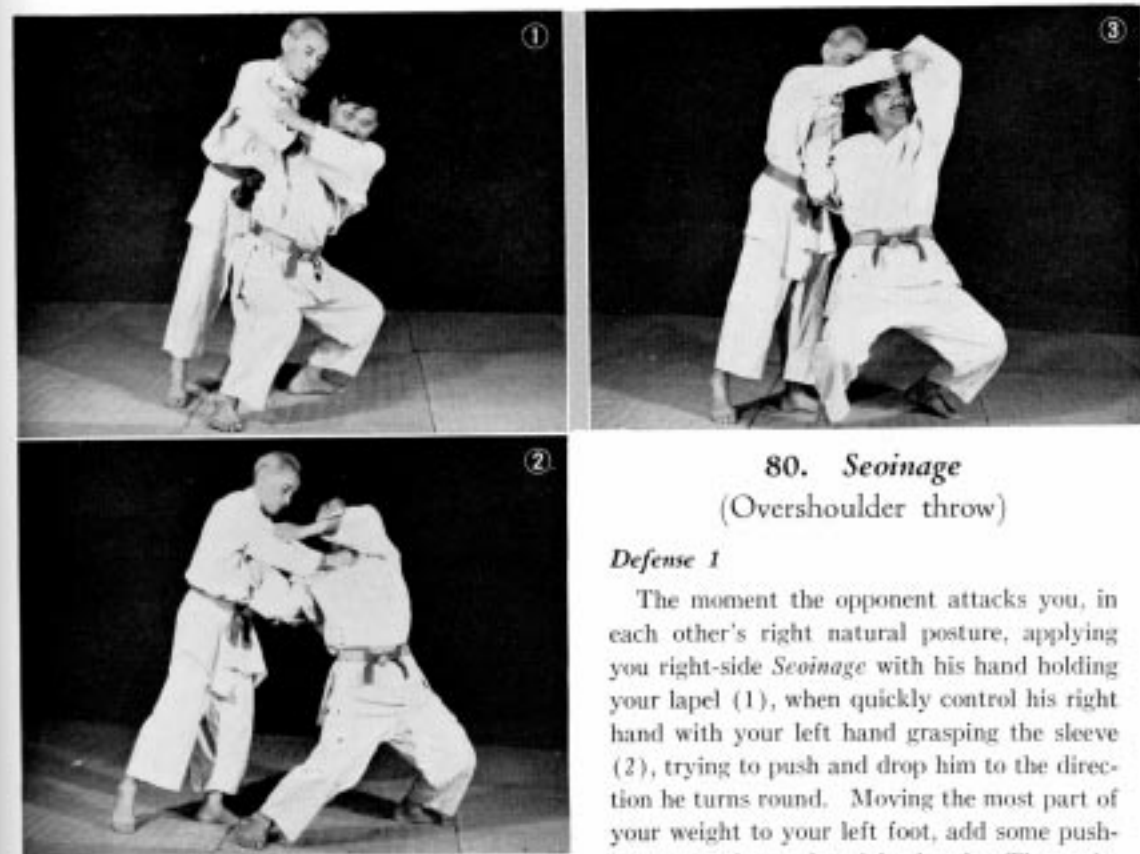 ①
③
②
80. Seoinage
(Overshoulder throw)
Defense 1
The moment the opponent attacks you, in
each other's right natural posture, applying
you right-side Seoinage with his hand holding
your lapel (1), when quickly control his right
hand with your left hand grasping the sleeve
(2), trying to push and drop him to the direc-
tion he turns round. Moving the most part of
your weight to your left foot, add some push-